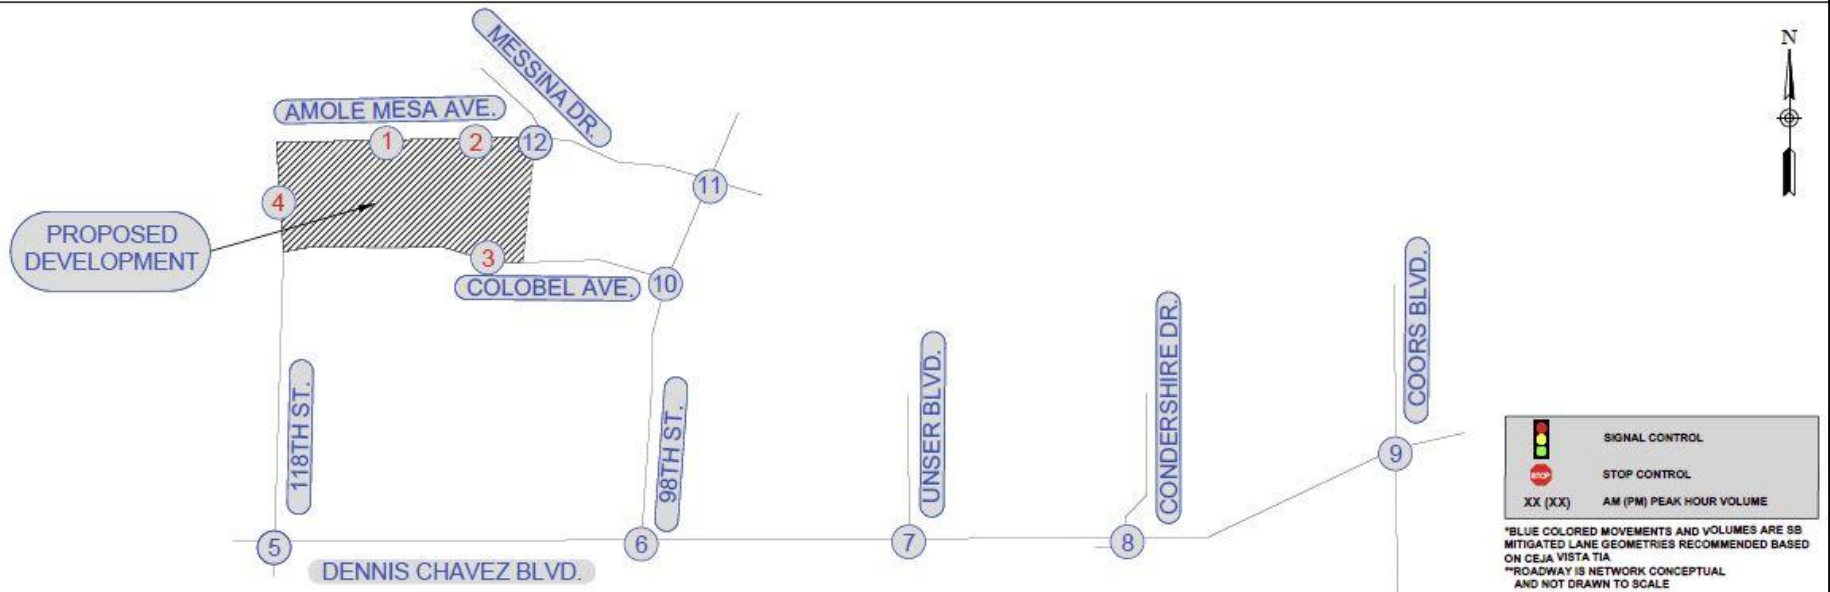 MESSINA DR.
N
AMOLE MESA AVE.
1
2
12
11
4
PROPOSED
DEVELOPMENT
3
10
COLOBEL AVE.
118TH ST.
98TH ST.
UNSER BLVD.
CONDERSHIRE DR.
COORS BLVD.
9
5
6
7
8
DENNIS CHAVEZ BLVD.
SIGNAL CONTROL
STOP
STOP CONTROL
XX (XX)
AM (PM) PEAK HOUR VOLUME
*BLUE COLORED MOVEMENTS AND VOLUMES ARE SB
MITIGATED LANE GEOMETRIES RECOMMENDED BASED
ON CEJA VISTA TIA
**ROADWAY IS NETWORK CONCEPTUAL
AND NOT DRAWN TO SCALE